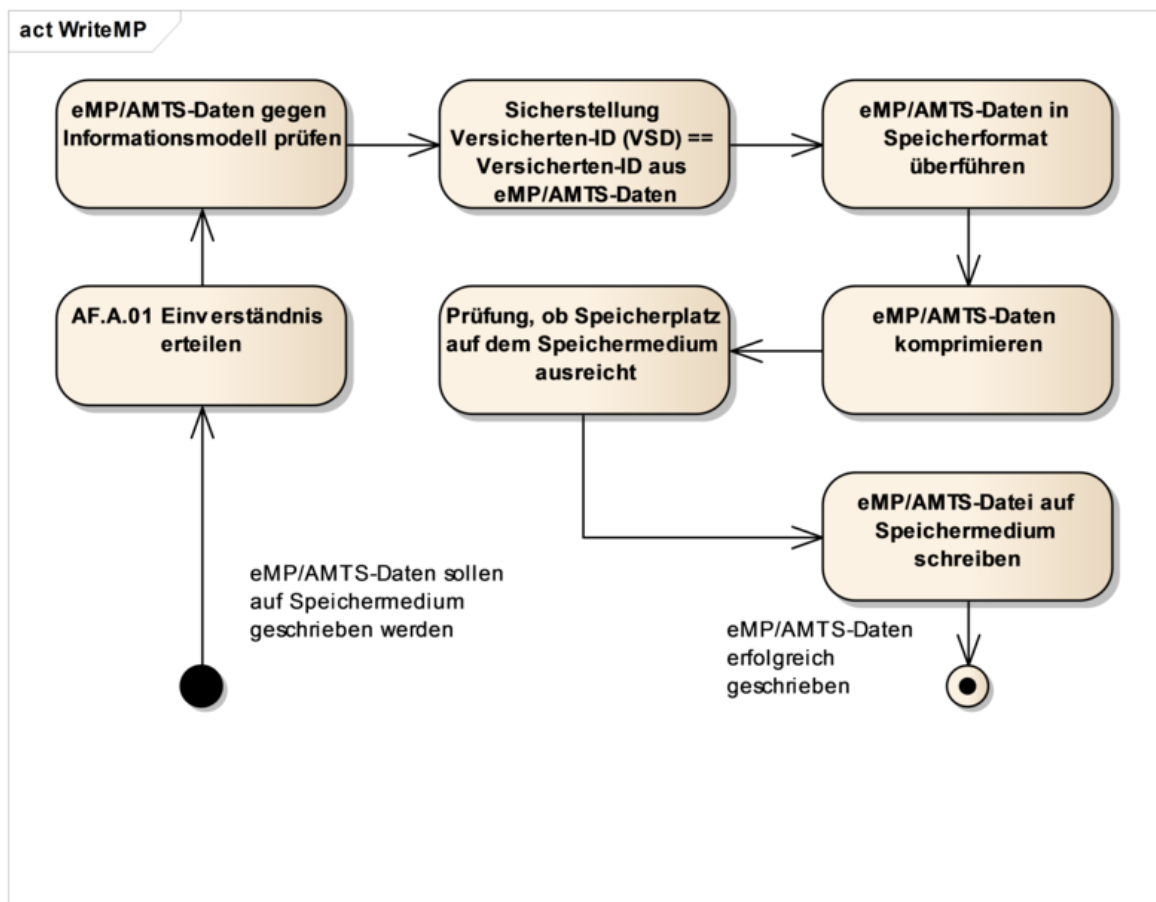 act WriteMP
eMP/AMTS-Daten gegen
Informationsmodell prüfen
Sicherstellung
Versicherten-ID (VSD) ==
Versicherten-ID aus
eMP/AMTS-Daten
eMP/AMTS-Daten in
Speicherformat
überführen
AF.A.01 Einverständnis
erteilen
Prüfung, ob Speicherplatz
auf dem Speichermedium
ausreicht
eMP/AMTS-Daten
komprimieren
eMP/AMTS-Datei auf
Speichermedium
schreiben
eMP/AMTS-Daten sollen
auf Speichermedium
geschrieben werden
eMP/AMTS-Daten
erfolgreich
geschrieben